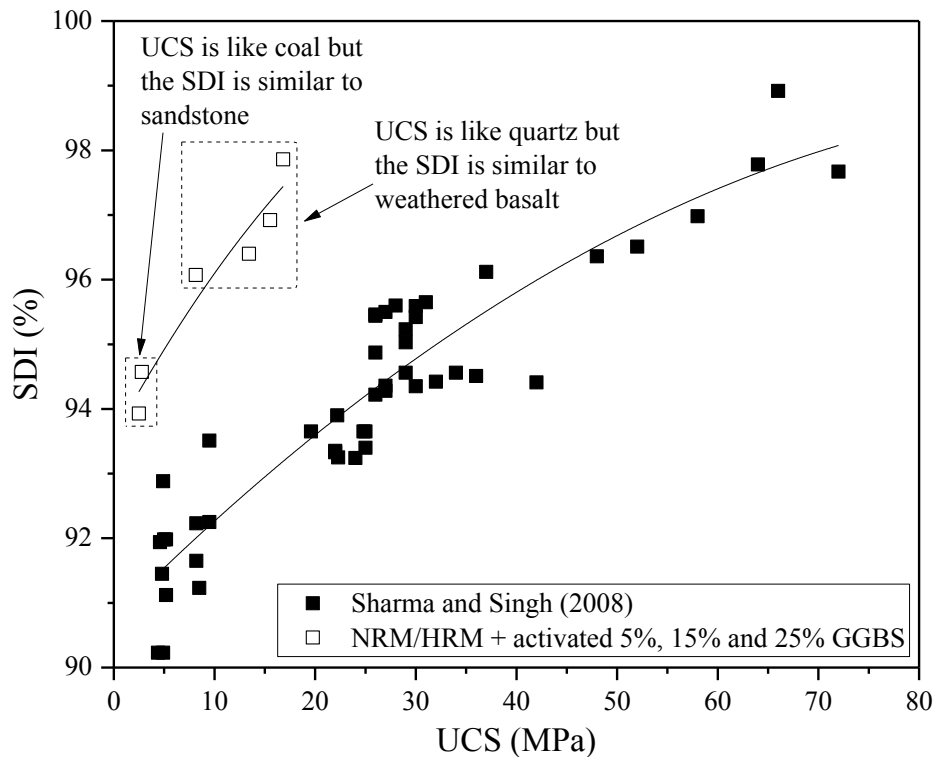 100
98
96
94
92
90
SDI (%)
UCS is like coal but
the SDI is similar to
sandstone
UCS is like quartz but
the SDI is similar to
weathered basalt
Sharma and Singh (2008)
NRM/HRM + activated 5%, 15% and 25% GGBS
0 10 20 30 40 50 60 70 80
UCS (MPa)